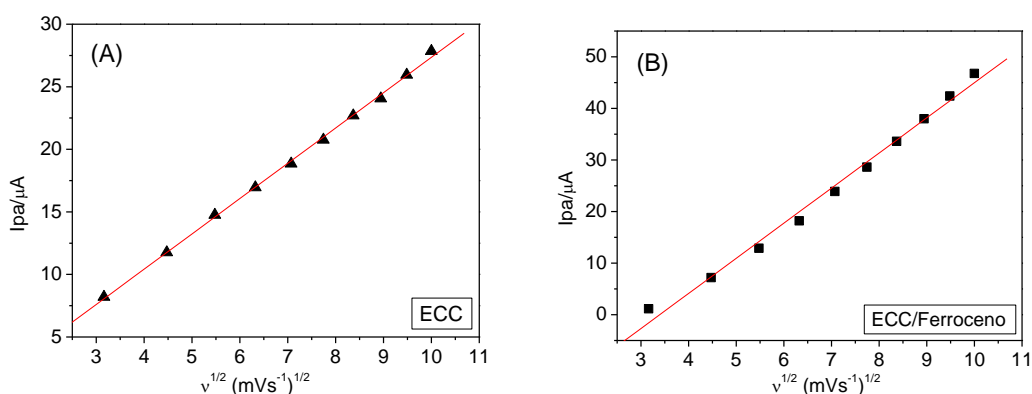 (A)
Ipa/μA
30
25
20
15
10
5
3 4 5 6 7 8 9 10 11
ν^1/2 (mVs^-1)^1/2
ECC
(B)
Ipa/μA
50
40
30
20
10
0
3 4 5 6 7 8 9 10 11
ν^1/2 (mVs^-1)^1/2
ECC/Ferroceno